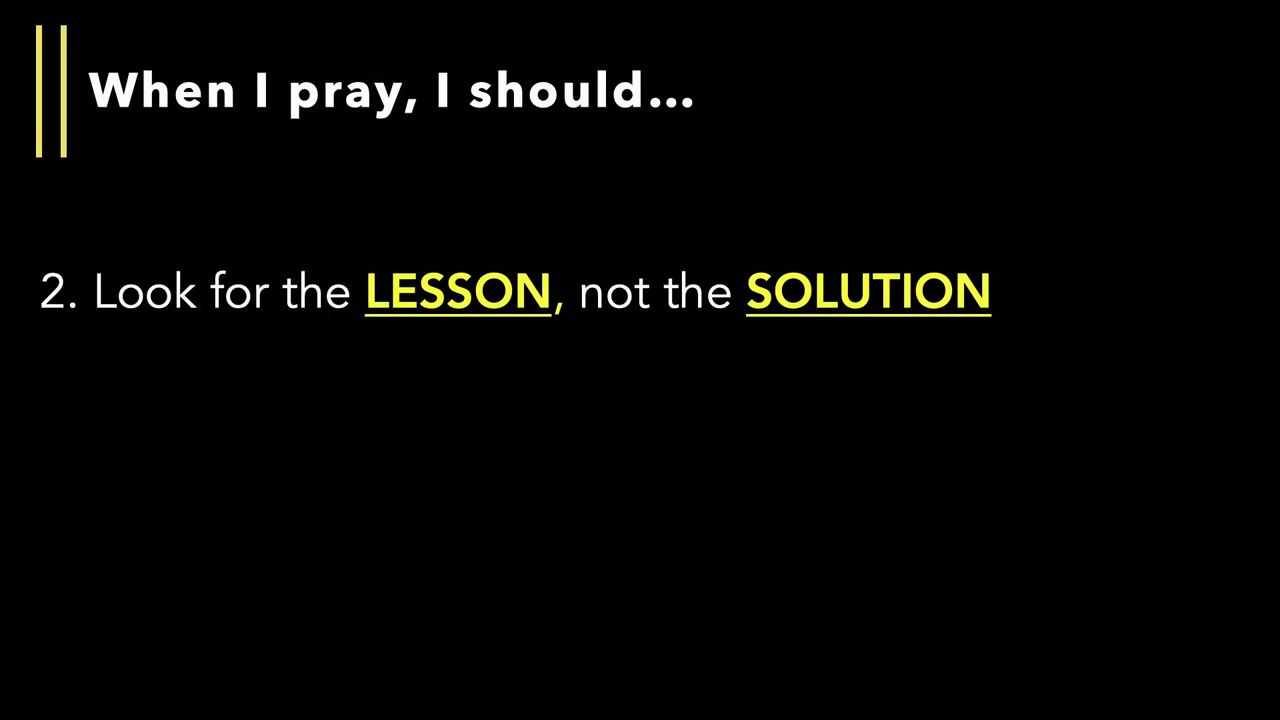 When I pray, I should...
2. Look for the LESSON, not the SOLUTION